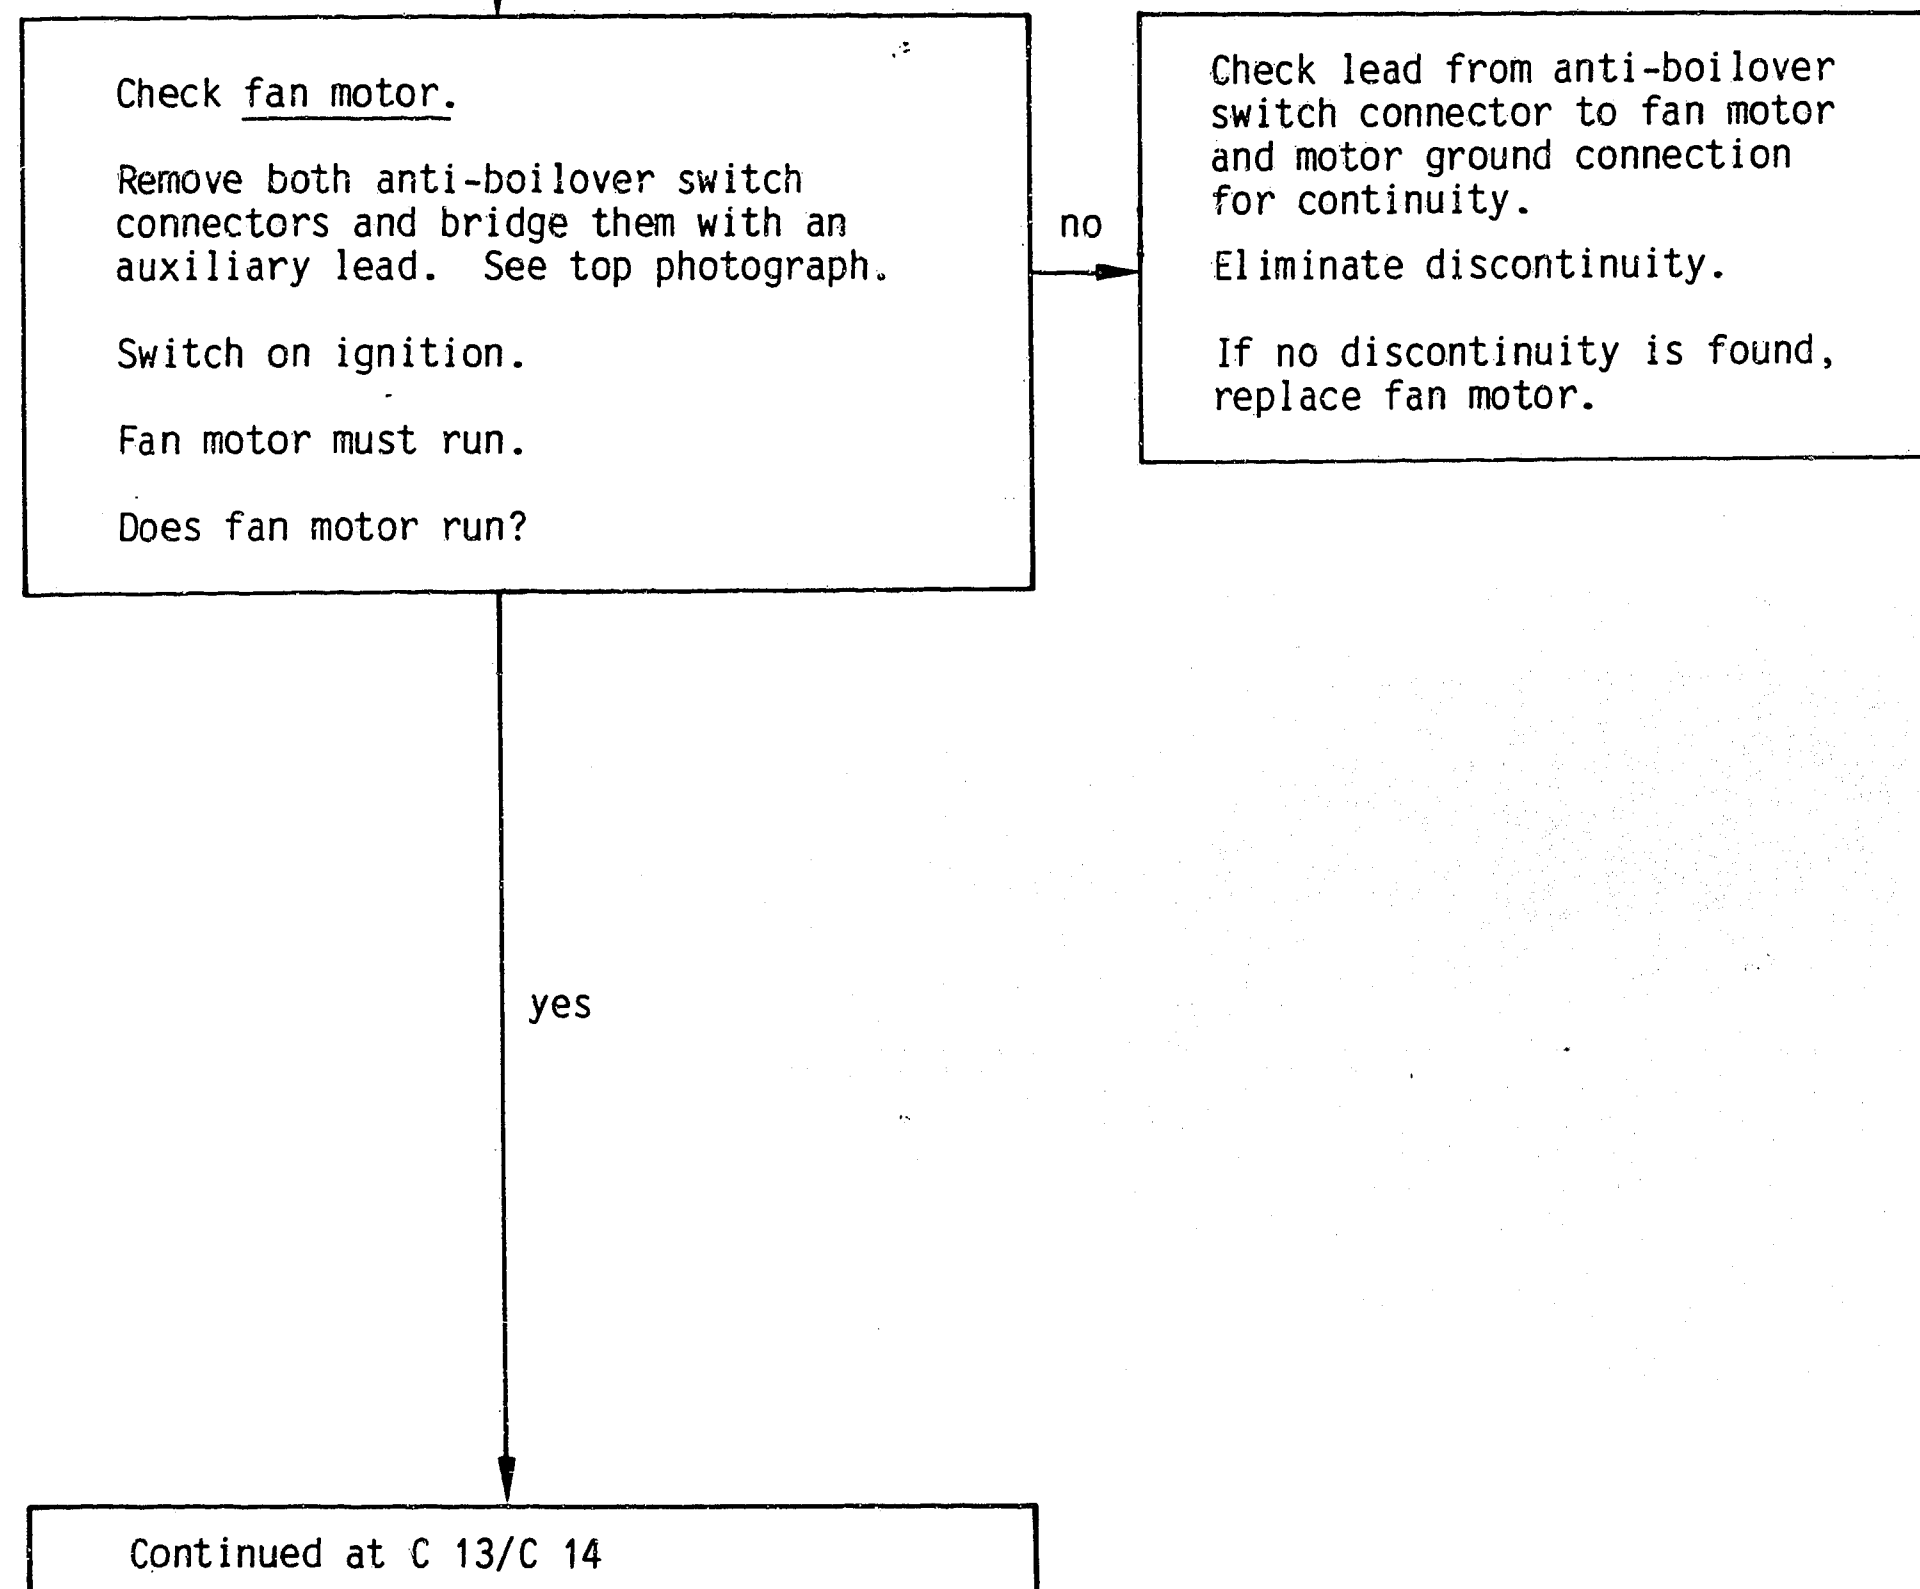 Check fan motor.
Remove both anti-boilover switch
connectors and bridge them with an
auxiliary lead. See top photograph.
Switch on ignition.
Fan motor must run.
Does fan motor run?
no
Check lead from anti-boilover
switch connector to fan motor
and motor ground connection
for continuity.
Eliminate discontinuity.
If no discontinuity is found,
replace fan motor.
yes
Continued at C 13/C 14